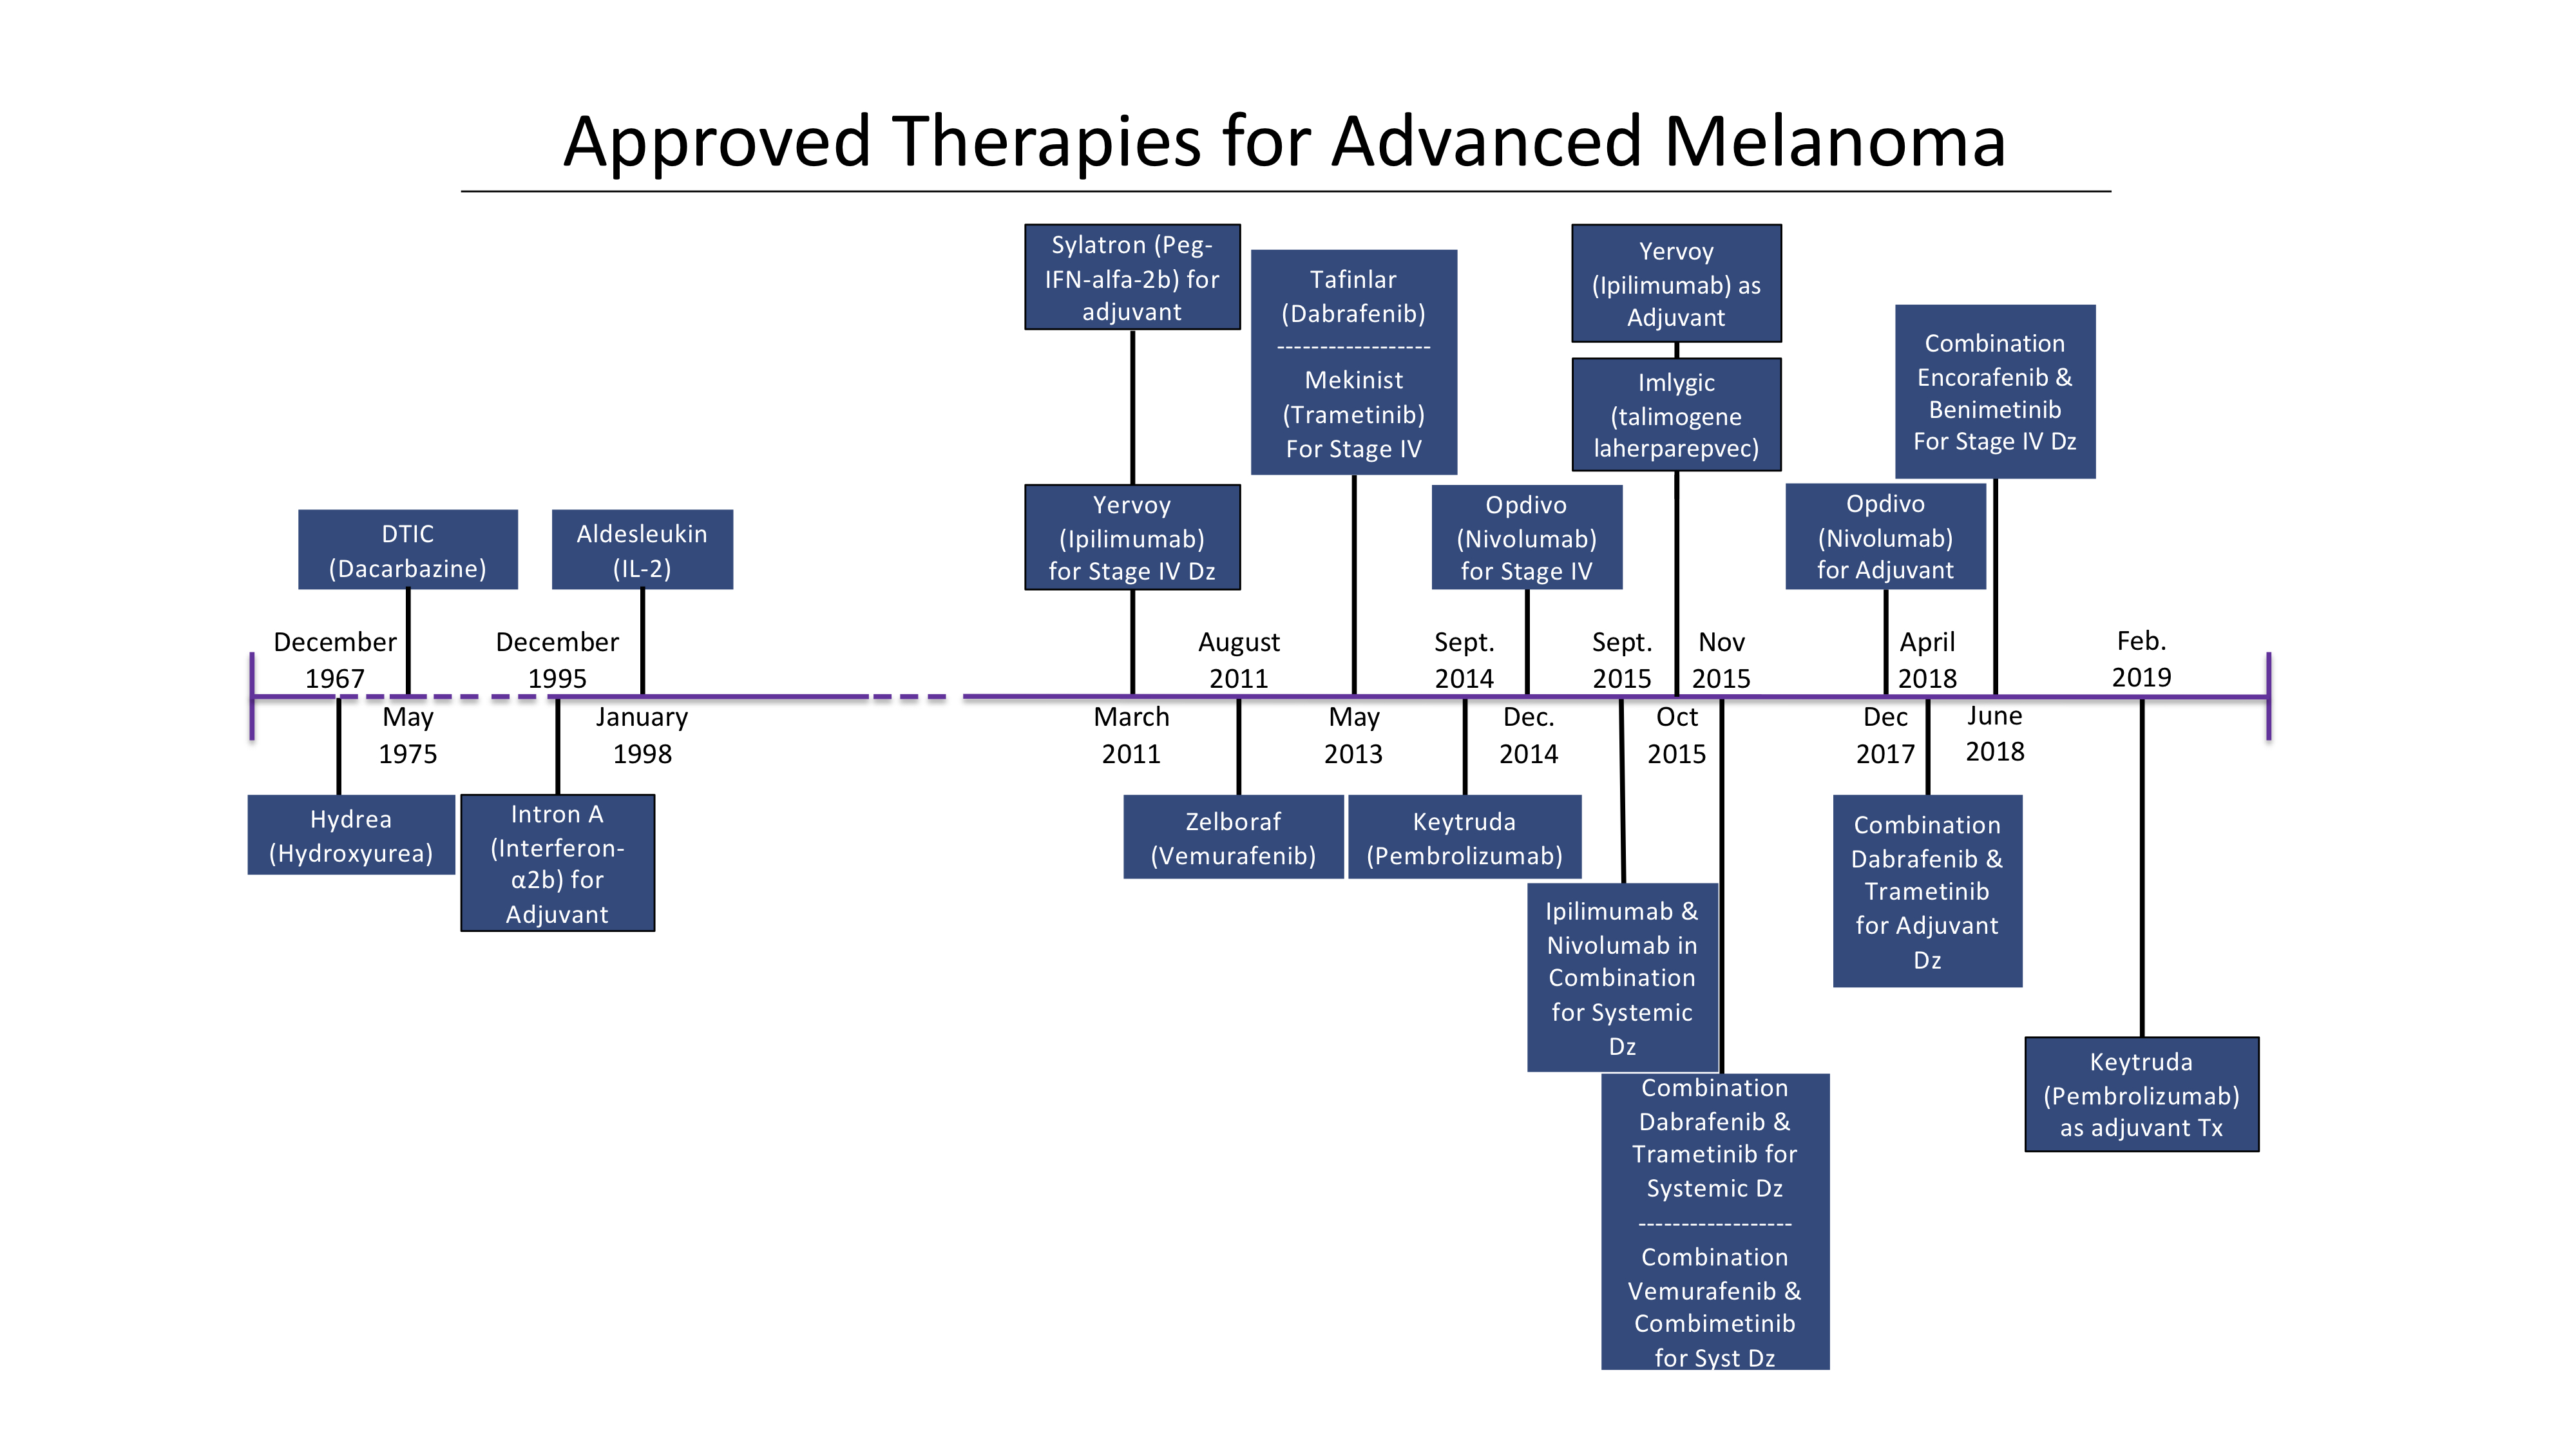 Approved Therapies for Advanced Melanoma
Sylatron (Peg-
IFN-alfa-2b) for
adjuvant
Tafinlar
(Dabrafenib)
------------------
Mekinist
(Trametinib)
For Stage IV
Yervoy
(Ipilimumab) as
Adjuvant
Imlygic
(talimogene
laherparepvec)
Combination
Encorafenib &
Benimetinib
For Stage IV Dz
DTIC
(Dacarbazine)
Aldesleukin
(IL-2)
Yervoy
(Ipilimumab)
for Stage IV Dz
Opdivo
(Nivolumab)
for Stage IV
Opdivo
(Nivolumab)
for Adjuvant
December
1967
December
1995
August
2011
Sept.
2014
Sept.
2015
Nov
2015
April
2018
Feb.
2019
May
1975
January
1998
March
2011
May
2013
Dec.
2014
Oct
2015
Dec
2017
June
2018
Hydrea
(Hydroxyurea)
Intron A
(Interferon-
α2b) for
Adjuvant
Zelboraf
(Vemurafenib)
Keytruda
(Pembrolizumab)
Ipilimumab &
Nivolumab in
Combination
for Systemic
Dz
Combination
Dabrafenib &
Trametinib for
Systemic Dz
------------------
Combination
Vemurafenib &
Combimetinib
for Syst Dz
Combination
Dabrafenib &
Trametinib
for Adjuvant
Dz
Keytruda
(Pembrolizumab)
as adjuvant Tx